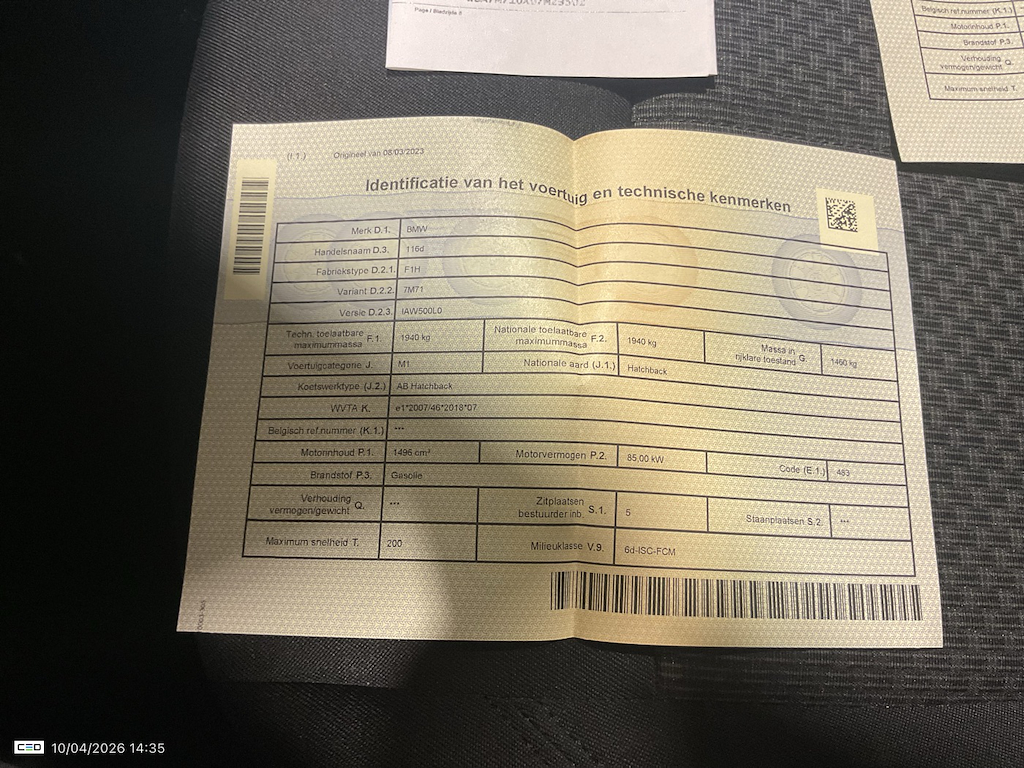 Page / Bladzijde 8
Belgisch ref.nummer (K.1.)
Motorinhoud P.1.
Brandstof P.3.
Verhouding
vermogen/gewicht Q.
Maximum snelheid T.
(I.1.) Origineel van 08/03/2023
Identificatie van het voertuig en technische kenmerken
Merk D.1. BMW
Handelsnaam D.3. 116d
Fabriekstype D.2.1. F1H
Variant D.2.2. 7M71
Versie D.2.3. IAW500L0
Techn. toelaatbare maximummassa F.1. 1940 kg Nationale toelaatbare maximummassa F.2. 1940 kg Massa in rijklare toestand G. 1460 kg
Voertuigcategorie J. M1 Nationale aard (J.1.) Hatchback
Koetswerktype (J.2.) AB Hatchback
WVTA K. e1*2007/46*2018*07
Belgisch ref.nummer (K.1.) ---
Motorinhoud P.1. 1496 cm³ Motorvermogen P.2. 85,00 kW Code (E.1.) 453
Brandstof P.3. Gasolie
Verhouding vermogen/gewicht Q. --- Zitplaatsen bestuurder inb. S.1. 5 Staanplaatsen S.2. ---
Maximum snelheid T. 200 Milieuklasse V.9. 6d-ISC-FCM
CEO 10/04/2026 14:35